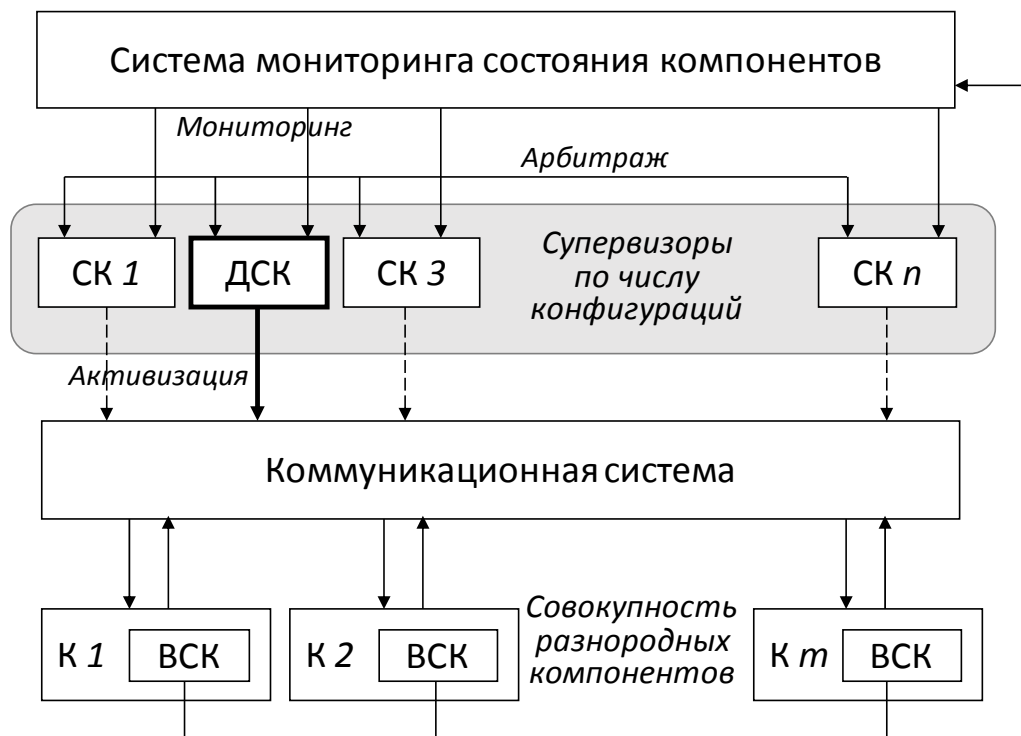 Система мониторинга состояния компонентов
Мониторинг
Арбитраж
СК 1
ДСК
СК 3
Супервизоры
по числу
конфигураций
СК n
Активизация
Коммуникационная система
К 1
ВСК
К 2
ВСК
Совокупность
разнородных
компонентов
К m
ВСК